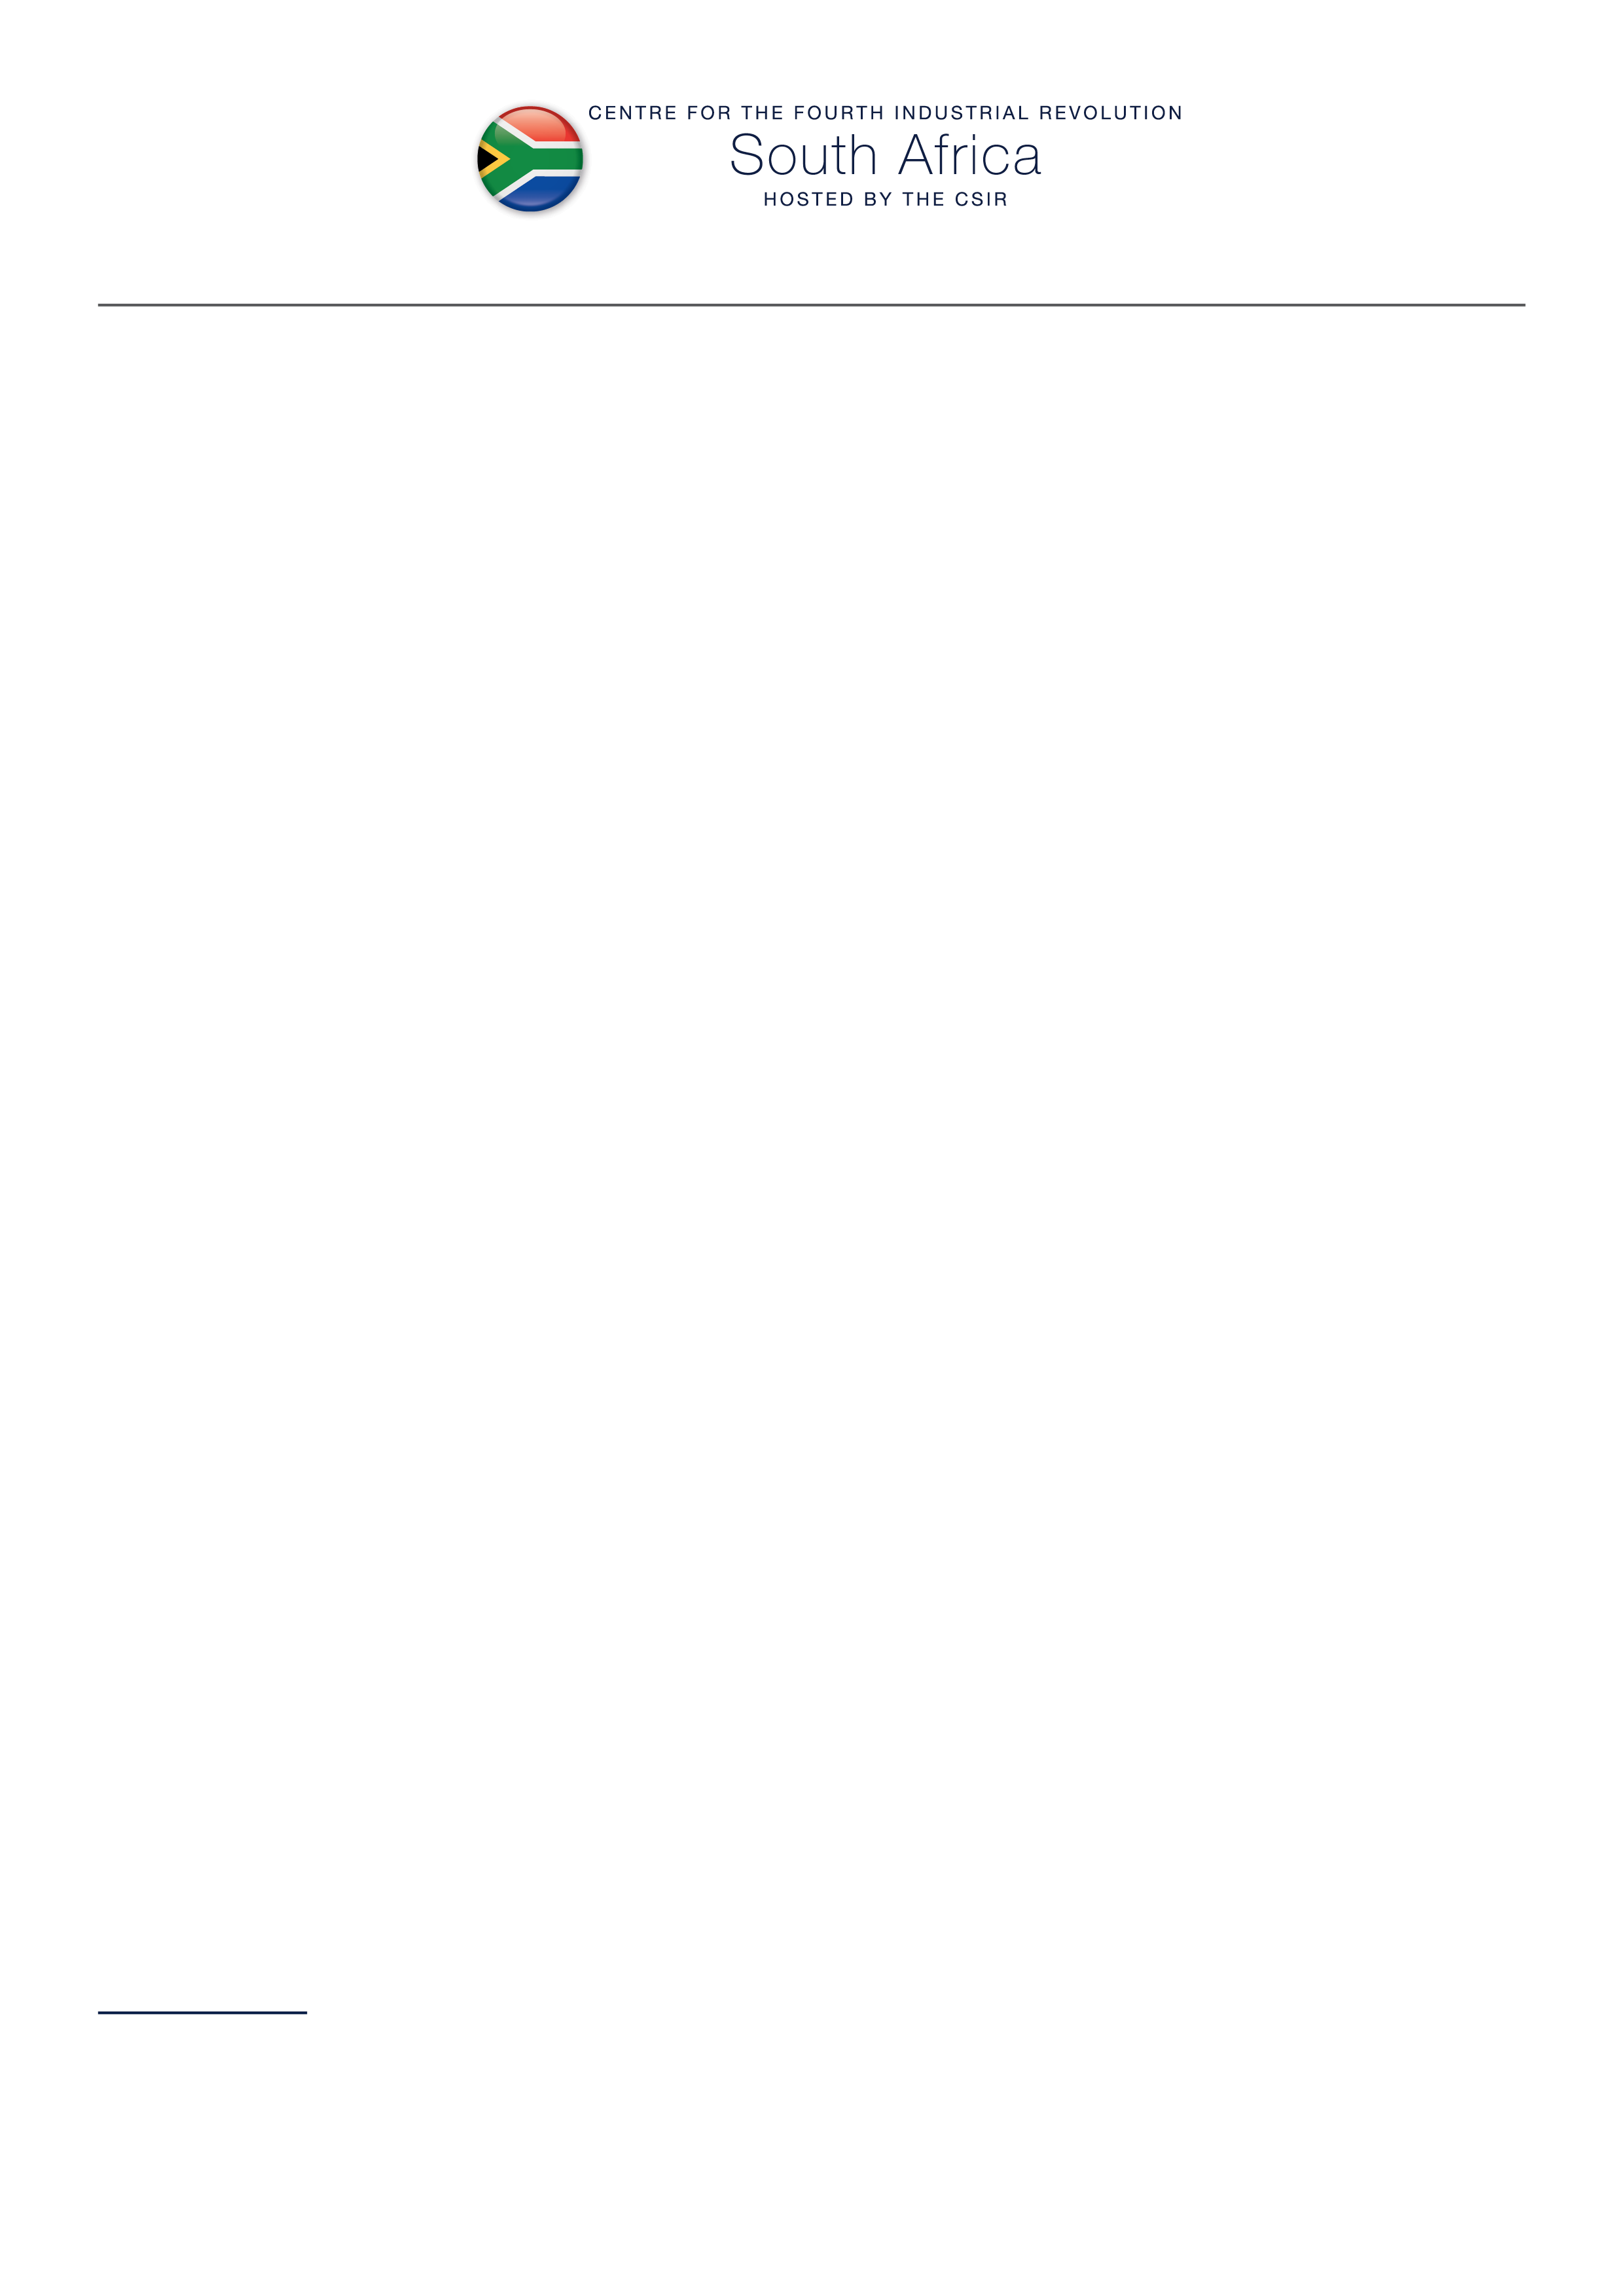 CENTRE FOR THE FOURTH INDUSTRIAL REVOLUTION
South Africa
HOSTED BY THE CSIR